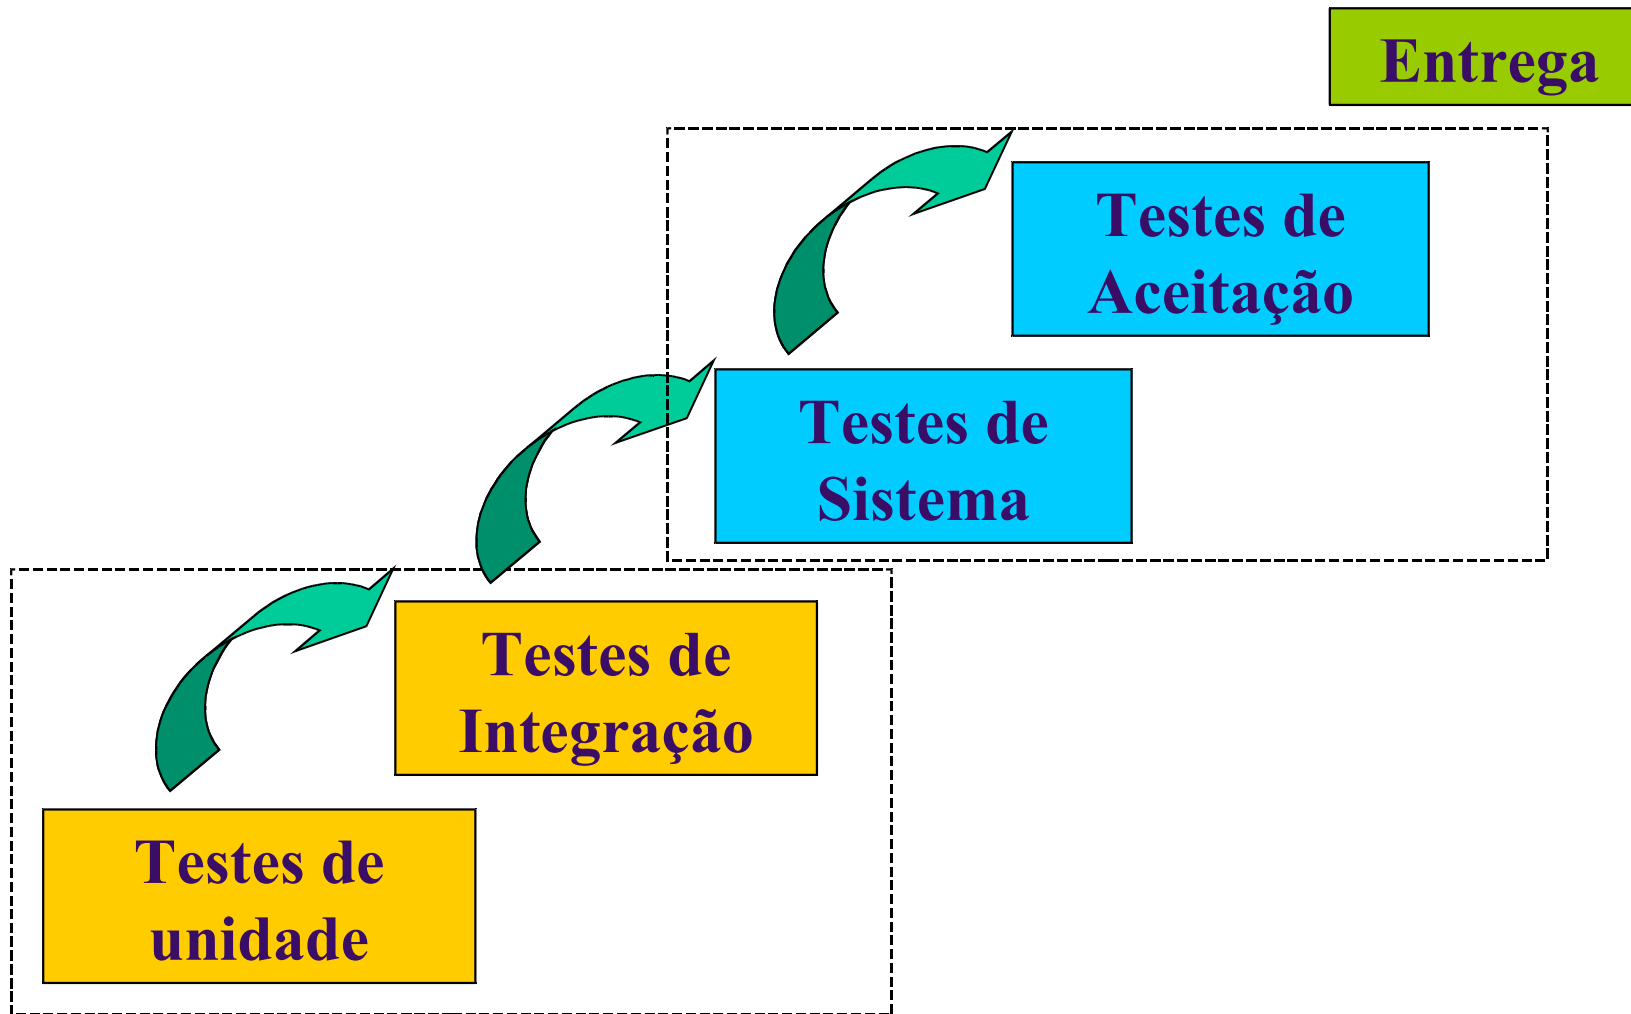 Entrega
Testes de
Aceitação
Testes de
Sistema
Testes de
Integração
Testes de
unidade